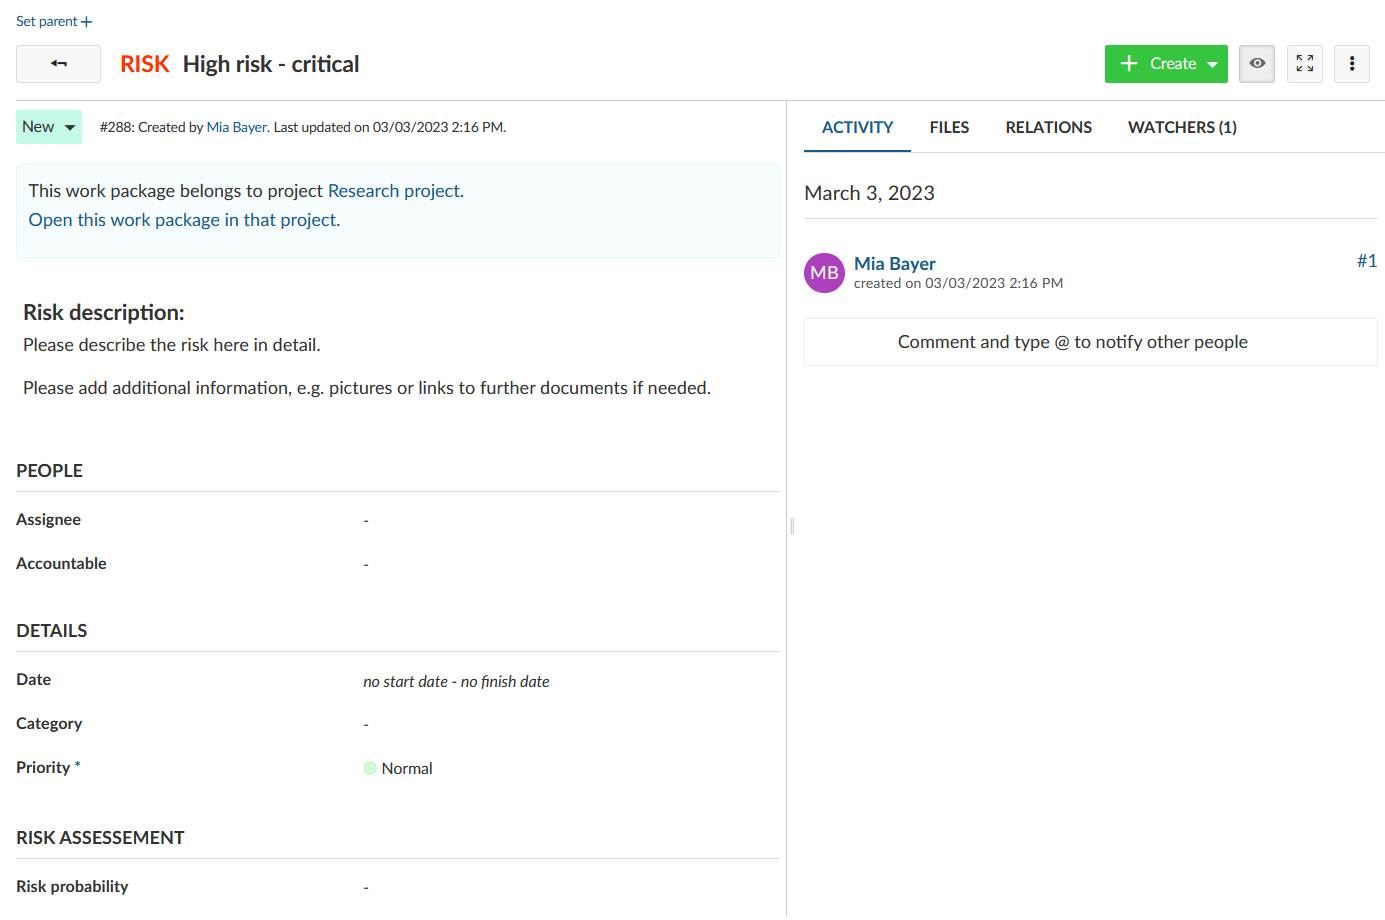 Set parent +
RISK High risk - critical
+ Create
New
#288: Created by Mia Bayer. Last updated on 03/03/2023 2:16 PM.
This work package belongs to project Research project.
Open this work package in that project.
Risk description:
Please describe the risk here in detail.
Please add additional information, e.g. pictures or links to further documents if needed.
PEOPLE
Assignee -
Accountable -
DETAILS
Date no start date - no finish date
Category -
Priority * Normal
RISK ASSESSEMENT
Risk probability -
ACTIVITY FILES RELATIONS WATCHERS (1)
March 3, 2023
MB Mia Bayer #1
created on 03/03/2023 2:16 PM
Comment and type @ to notify other people